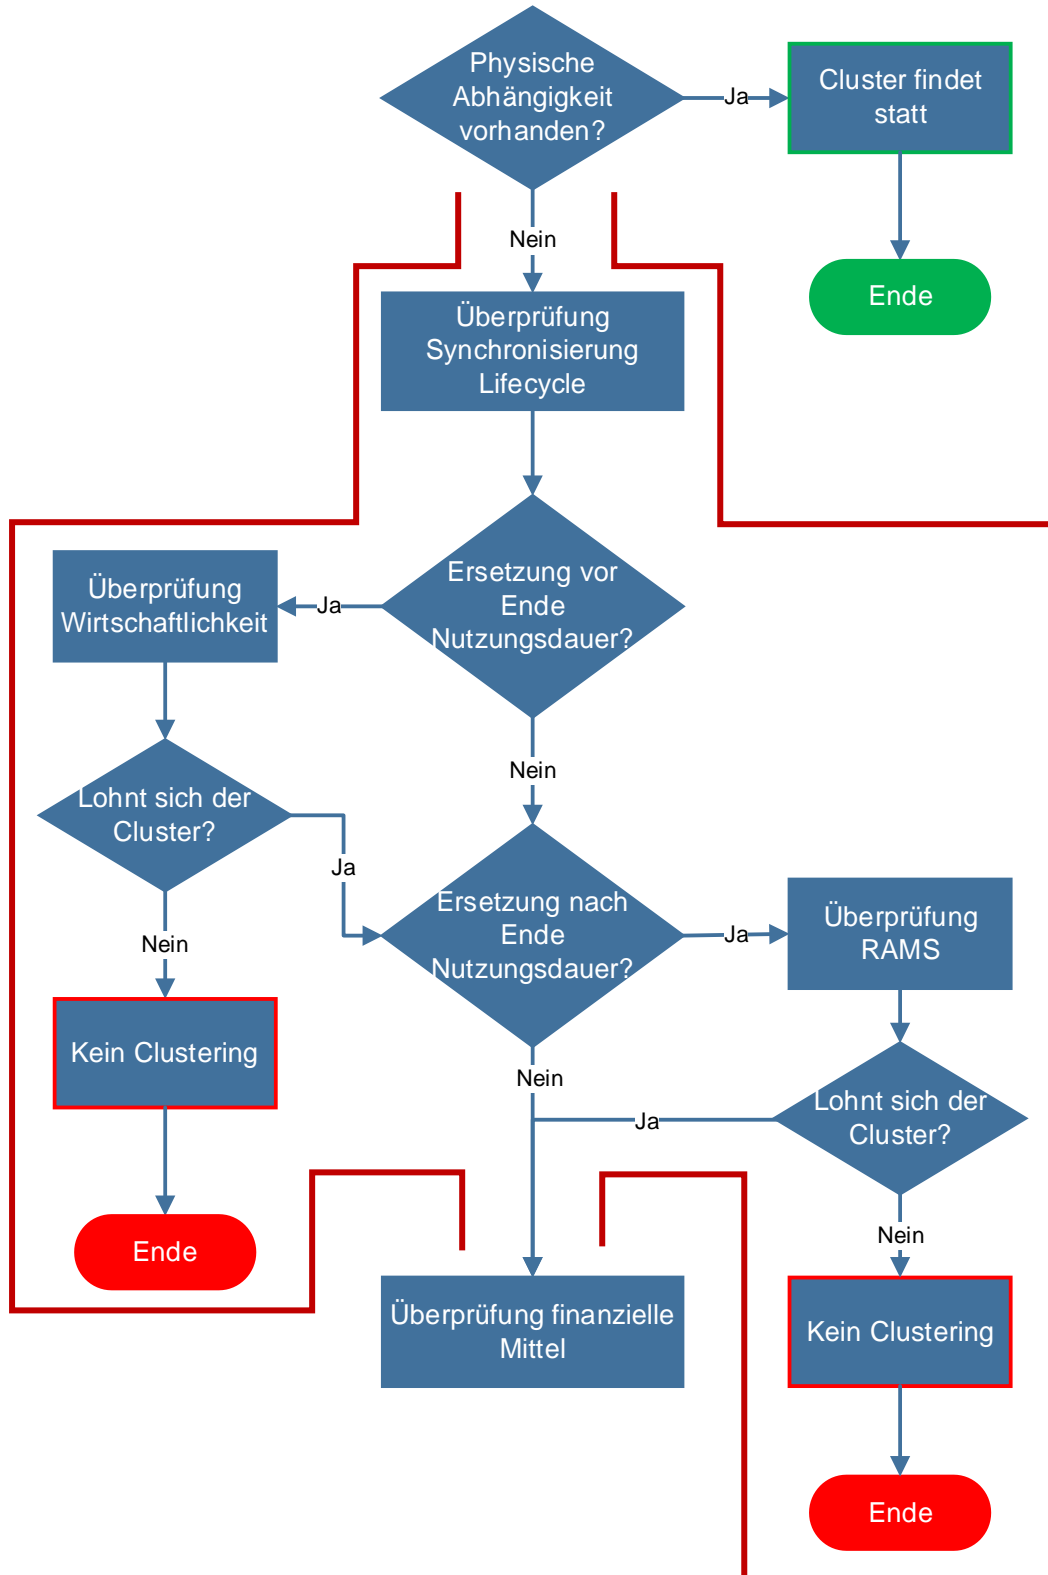 Physische
Abhängigkeit
vorhanden?
Ja
Cluster findet
statt
Nein
Ende
Überprüfung
Synchronisierung
Lifecycle
Ersetzung vor
Ende
Nutzungsdauer?
Ja
Überprüfung
Wirtschaftlichkeit
Nein
Lohnt sich der
Cluster?
Ja
Nein
Kein Clustering
Ende
Ersetzung nach
Ende
Nutzungsdauer?
Ja
Überprüfung
RAMS
Nein
Lohnt sich der
Cluster?
Ja
Nein
Überprüfung finanzielle
Mittel
Kein Clustering
Ende